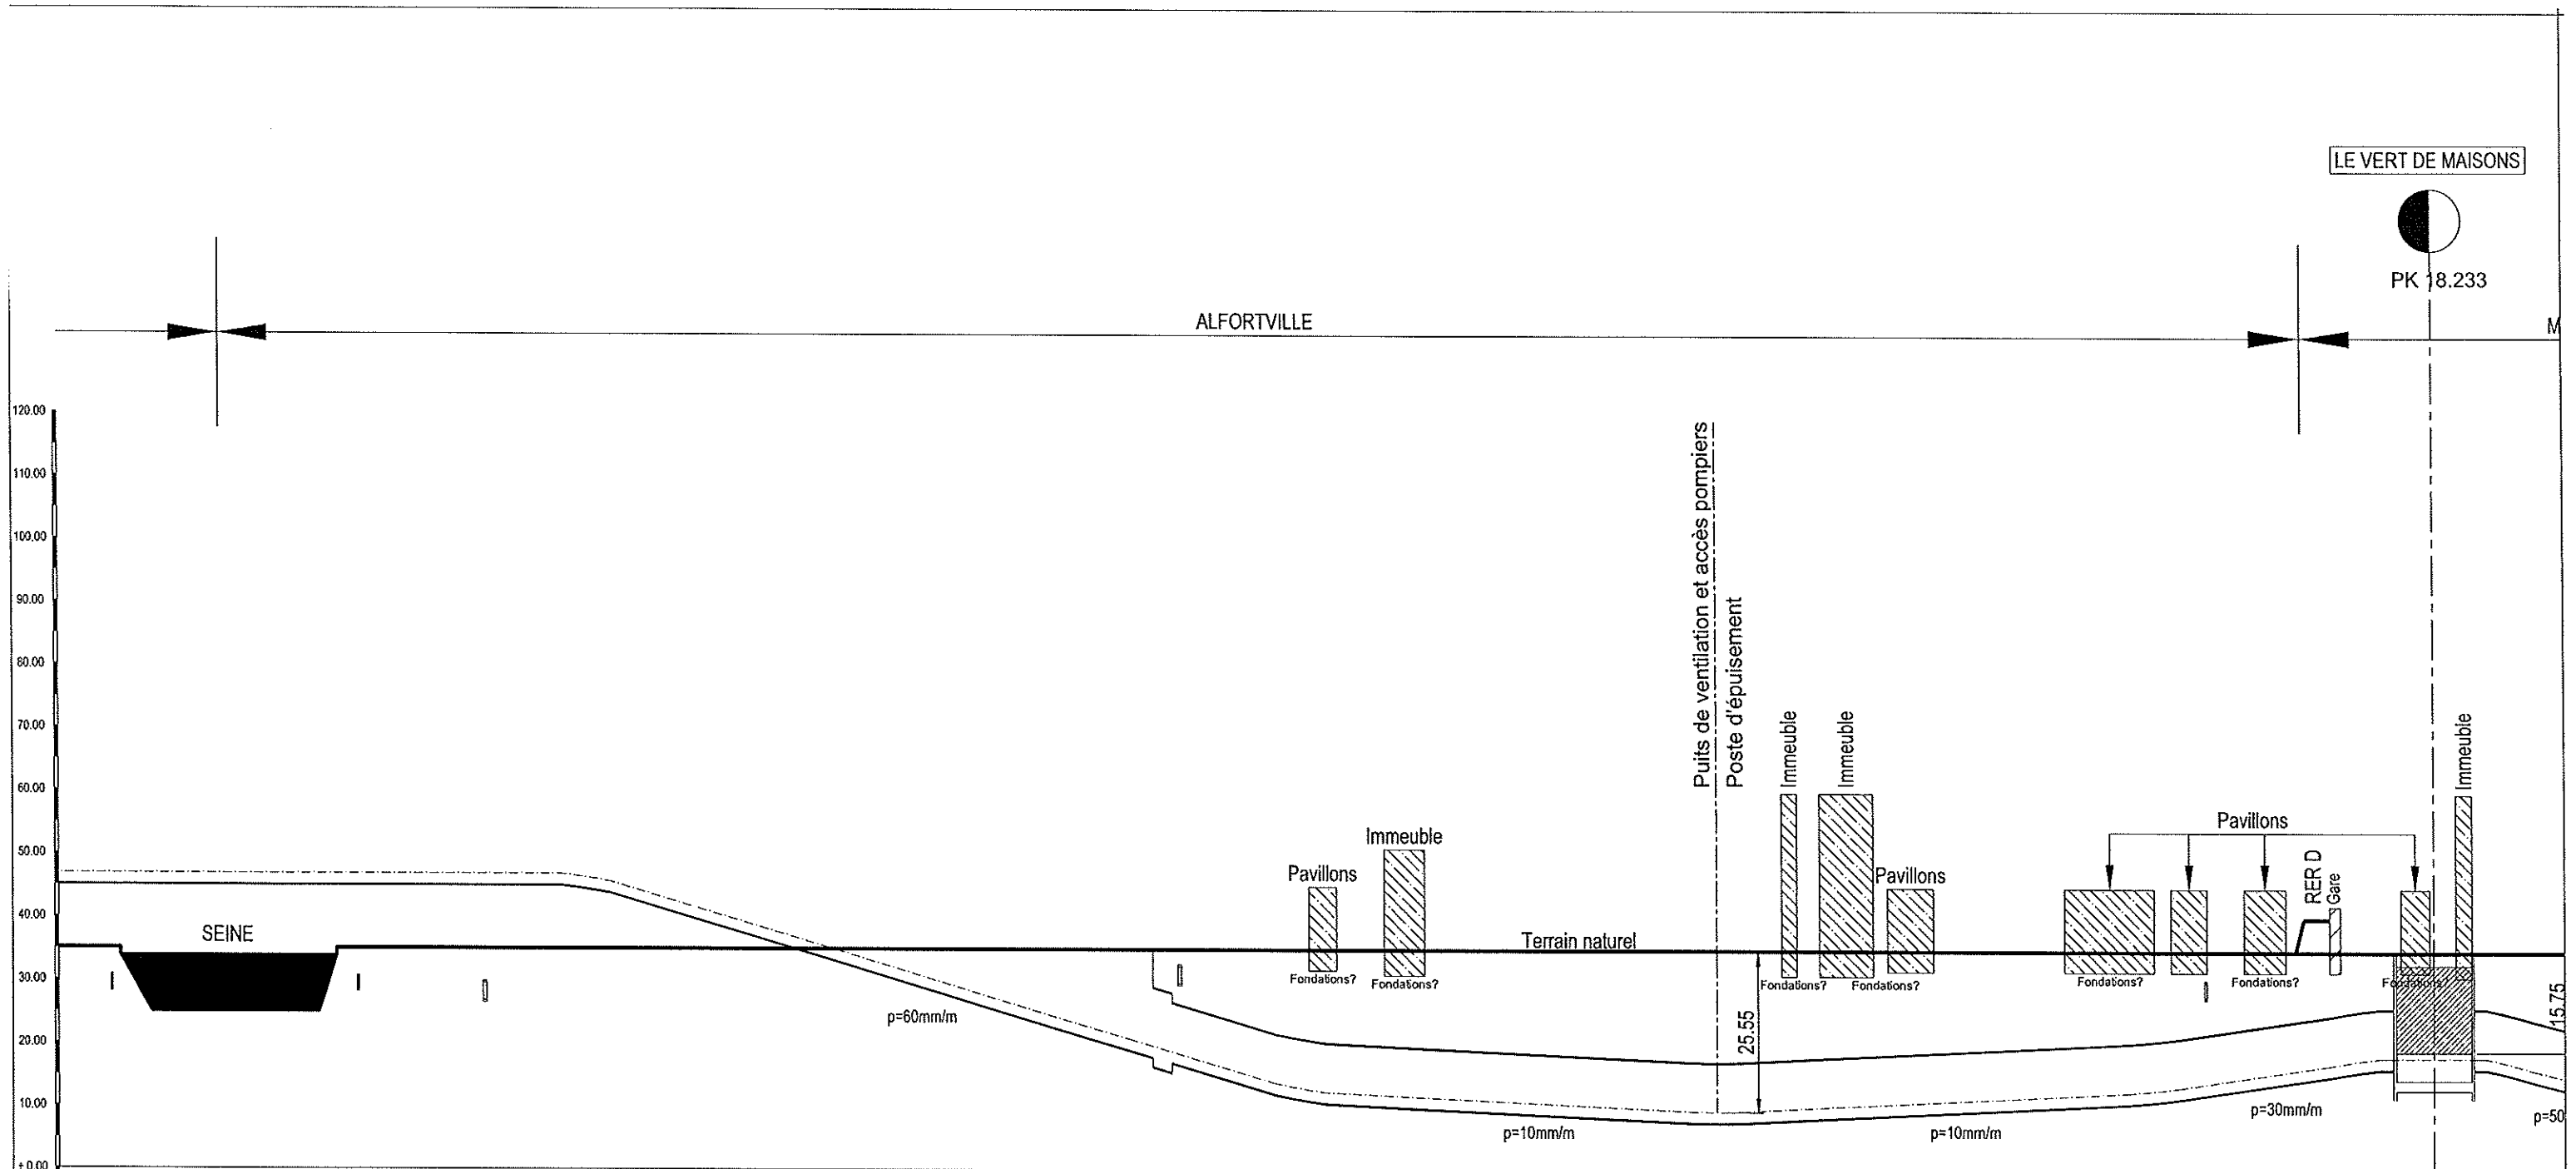 LE VERT DE MAISONS
PK 18.233
ALFORTVILLE
M
120.00
110.00
100.00
90.00
80.00
70.00
60.00
50.00
40.00
30.00
20.00
10.00
± 0.00
Puits de ventilation et accès pompiers
Poste d'épuisement
Immeuble
Immeuble
Immeuble
Immeuble
Pavillons
Pavillons
Pavillons
RER D
Gare
SEINE
Terrain naturel
Fondations?
Fondations?
Fondations?
Fondations?
Fondations?
Fondations?
Fondations?
25.55
15.75
p=60mm/m
p=10mm/m
p=10mm/m
p=30mm/m
p=50